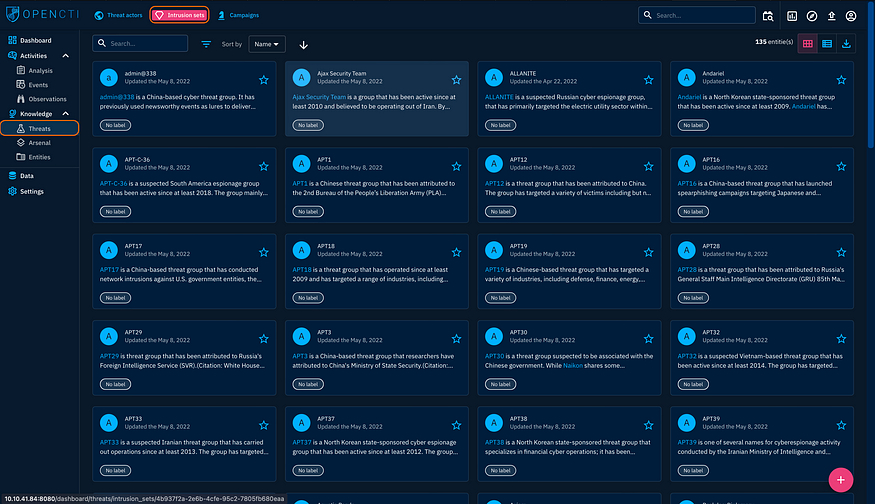 OPENCTI
Threat actors
Intrusion sets
Campaigns
Search...
Dashboard
Activities
Analysis
Events
Observations
Knowledge
Threats
Arsenal
Entities
Data
Settings
Search...
Sort by
Name
135 entitie(s)
a
admin@338
Updated the May 8, 2022
admin@338 is a China-based cyber threat group. It has
previously used newsworthy events as lures to deliver...
No label
A
Ajax Security Team
Updated the May 8, 2022
Ajax Security Team is a group that has been active since at
least 2010 and believed to be operating out of Iran. By...
No label
A
ALLANITE
Updated the Apr 22, 2022
ALLANITE is a suspected Russian cyber espionage group,
that has primarily targeted the electric utility sector within...
No label
A
Andariel
Updated the May 8, 2022
Andariel is a North Korean state-sponsored threat group
that has been active since at least 2009. Andariel has...
No label
A
APT-C-36
Updated the May 8, 2022
APT-C-36 is a suspected South America espionage group
that has been active since at least 2018. The group mainly...
No label
A
APT1
Updated the May 8, 2022
APT1 is a Chinese threat group that has been attributed to
the 2nd Bureau of the People's Liberation Army (PLA)...
No label
A
APT12
Updated the May 8, 2022
APT12 is a threat group that has been attributed to China.
The group has targeted a variety of victims including but n...
No label
A
APT16
Updated the May 8, 2022
APT16 is a China-based threat group that has launched
spearphishing campaigns targeting Japanese and...
No label
A
APT17
Updated the May 8, 2022
APT17 is a China-based threat group that has conducted
network intrusions against U.S. government entities, the...
No label
A
APT18
Updated the May 8, 2022
APT18 is a threat group that has operated since at least
2009 and has targeted a range of industries, including...
No label
A
APT19
Updated the May 8, 2022
APT19 is a Chinese-based threat group that has targeted a
variety of industries, including defense, finance, energy,...
No label
A
APT28
Updated the May 8, 2022
APT28 is a threat group that has been attributed to Russia's
General Staff Main Intelligence Directorate (GRU) 85th Ma...
No label
A
APT29
Updated the May 8, 2022
APT29 is threat group that has been attributed to Russia's
Foreign Intelligence Service (SVR).(Citation: White House...
No label
A
APT3
Updated the May 8, 2022
APT3 is a China-based threat group that researchers have
attributed to China's Ministry of State Security.(Citation:...
No label
A
APT30
Updated the May 8, 2022
APT30 is a threat group suspected to be associated with the
Chinese government. While Naikon shares some...
No label
A
APT32
Updated the May 8, 2022
APT32 is a suspected Vietnam-based threat group that has
been active since at least 2014. The group has targeted...
No label
A
APT33
Updated the May 8, 2022
APT33 is a suspected Iranian threat group that has carried
out operations since at least 2013. The group has targeted...
No label
A
APT37
Updated the May 8, 2022
APT37 is a North Korean state-sponsored cyber espionage
group that has been active since at least 2012. The group...
No label
A
APT38
Updated the May 8, 2022
APT38 is a North Korean state-sponsored threat group that
specializes in financial cyber operations; it has been...
No label
A
APT39
Updated the May 8, 2022
APT39 is one of several names for cyberespionage activity
conducted by the Iranian Ministry of Intelligence and...
No label
10.10.41.84:8080/dashboard/threats/intrusion_sets/4b937f2a-2e6b-4cfe-95c2-7805fb680eaa